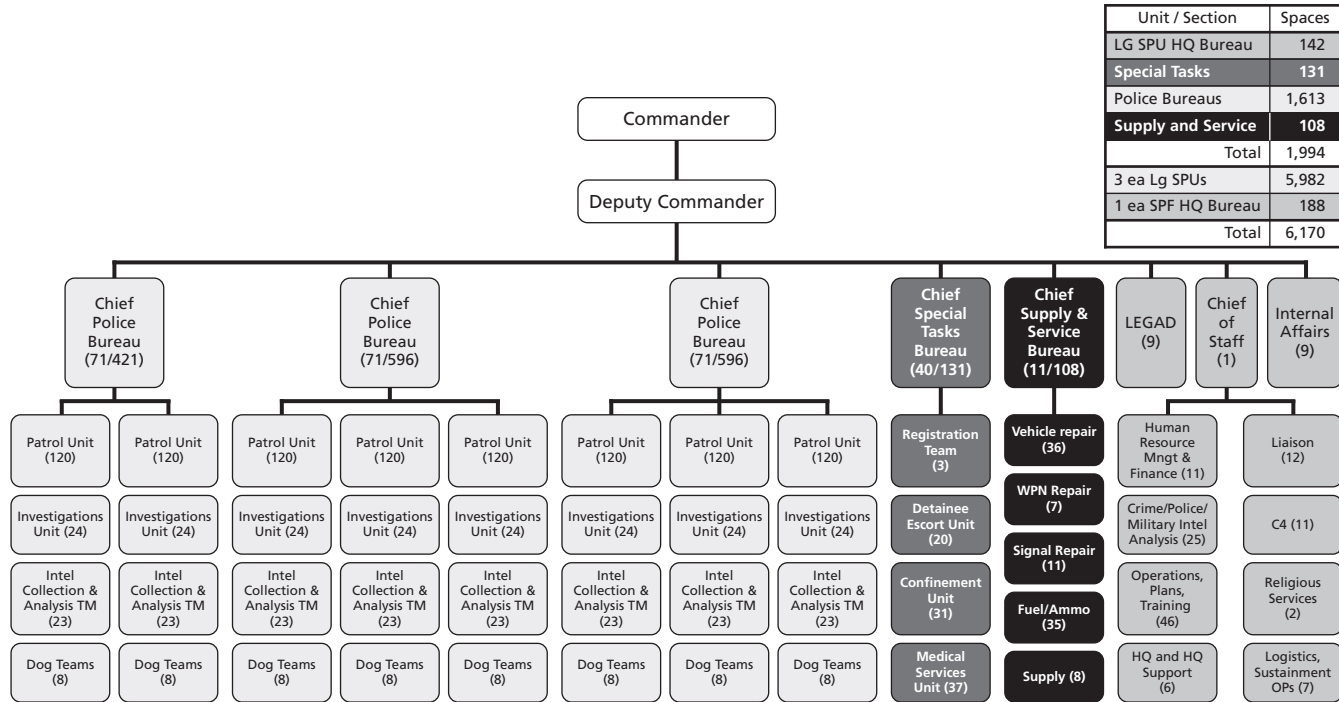 Unit / Section Spaces
LG SPU HQ Bureau 142
Special Tasks 131
Police Bureaus 1,613
Supply and Service 108
Total 1,994
3 ea Lg SPUs 5,982
1 ea SPF HQ Bureau 188
Total 6,170
Commander
Deputy Commander
Chief
Police
Bureau
(71/421)
Chief
Police
Bureau
(71/596)
Chief
Police
Bureau
(71/596)
Chief
Special
Tasks
Bureau
(40/131)
Chief
Supply &
Service
Bureau
(11/108)
LEGAD
(9)
Chief
of
Staff
(1)
Internal
Affairs
(9)
Patrol Unit
(120)
Patrol Unit
(120)
Patrol Unit
(120)
Patrol Unit
(120)
Patrol Unit
(120)
Patrol Unit
(120)
Patrol Unit
(120)
Patrol Unit
(120)
Registration
Team
(3)
Vehicle repair
(36)
Human
Resource
Mngt &
Finance (11)
Liaison
(12)
Investigations
Unit (24)
Investigations
Unit (24)
Investigations
Unit (24)
Investigations
Unit (24)
Investigations
Unit (24)
Investigations
Unit (24)
Investigations
Unit (24)
Investigations
Unit (24)
Detainee
Escort Unit
(20)
WPN Repair
(7)
Crime/Police/
Military Intel
Analysis (25)
C4 (11)
Signal Repair
(11)
Intel
Collection &
Analysis TM
(23)
Intel
Collection &
Analysis TM
(23)
Intel
Collection &
Analysis TM
(23)
Intel
Collection &
Analysis TM
(23)
Intel
Collection &
Analysis TM
(23)
Intel
Collection &
Analysis TM
(23)
Intel
Collection &
Analysis TM
(23)
Intel
Collection &
Analysis TM
(23)
Confinement
Unit
(31)
Fuel/Ammo
(35)
Operations,
Plans,
Training
(46)
Religious
Services
(2)
Dog Teams
(8)
Dog Teams
(8)
Dog Teams
(8)
Dog Teams
(8)
Dog Teams
(8)
Dog Teams
(8)
Dog Teams
(8)
Dog Teams
(8)
Medical
Services
Unit (37)
Supply (8)
HQ and HQ
Support
(6)
Logistics,
Sustainment
OPs (7)